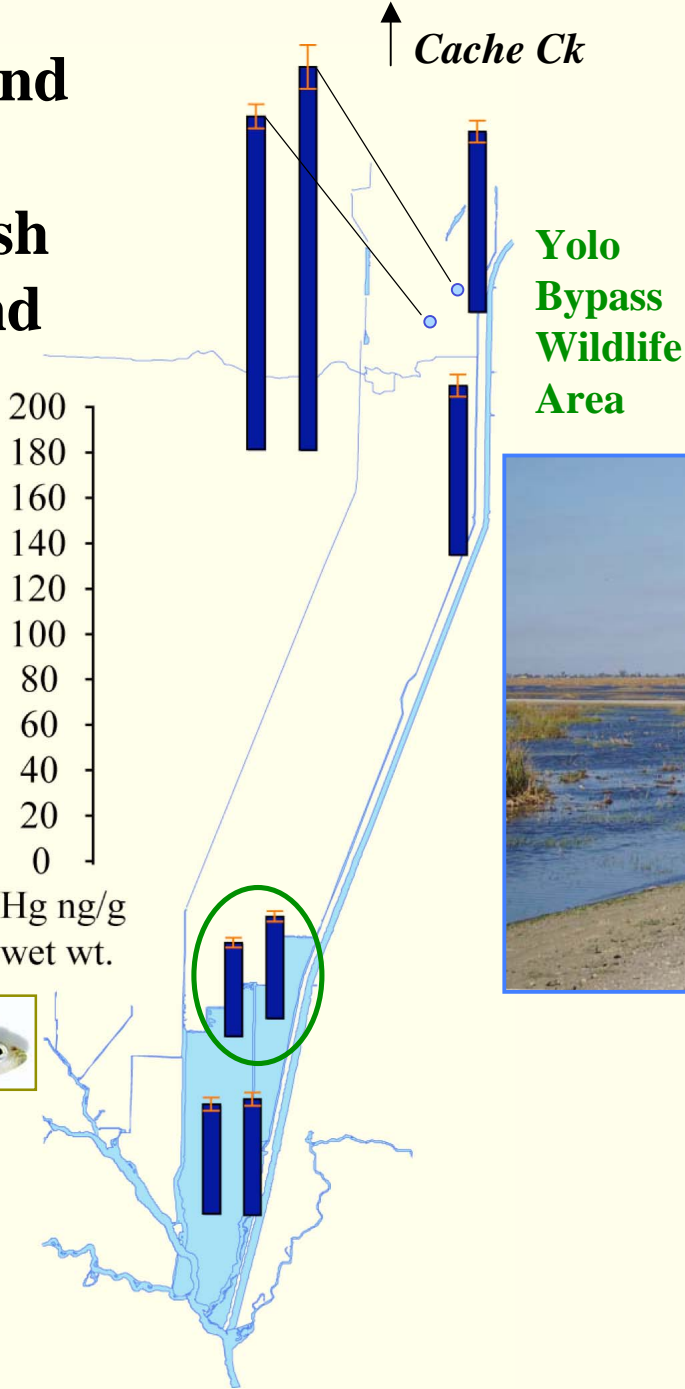 nd
sh
nd
Cache Ck
Yolo
Bypass
Wildlife
Area
200
180
160
140
120
100
80
60
40
20
0
Hg ng/g
wet wt.